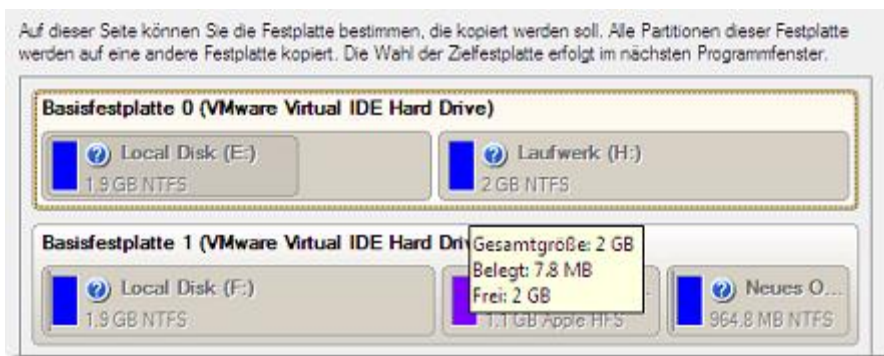 Auf dieser Seite können Sie die Festplatte bestimmen, die kopiert werden soll. Alle Partitionen dieser Festplatte
werden auf eine andere Festplatte kopiert. Die Wahl der Zielfestplatte erfolgt im nächsten Programmfenster.
Basisfestplatte 0 (VMware Virtual IDE Hard Drive)
Local Disk (E:)
1.9 GB NTFS
Laufwerk (H:)
2 GB NTFS
Basisfestplatte 1 (VMware Virtual IDE Hard Driv
Gesamtgröße: 2 GB
Belegt: 7.8 MB
Frei: 2 GB
Local Disk (F:)
1.9 GB NTFS
1.1 GB Apple HFS
Neues O...
964.8 MB NTFS